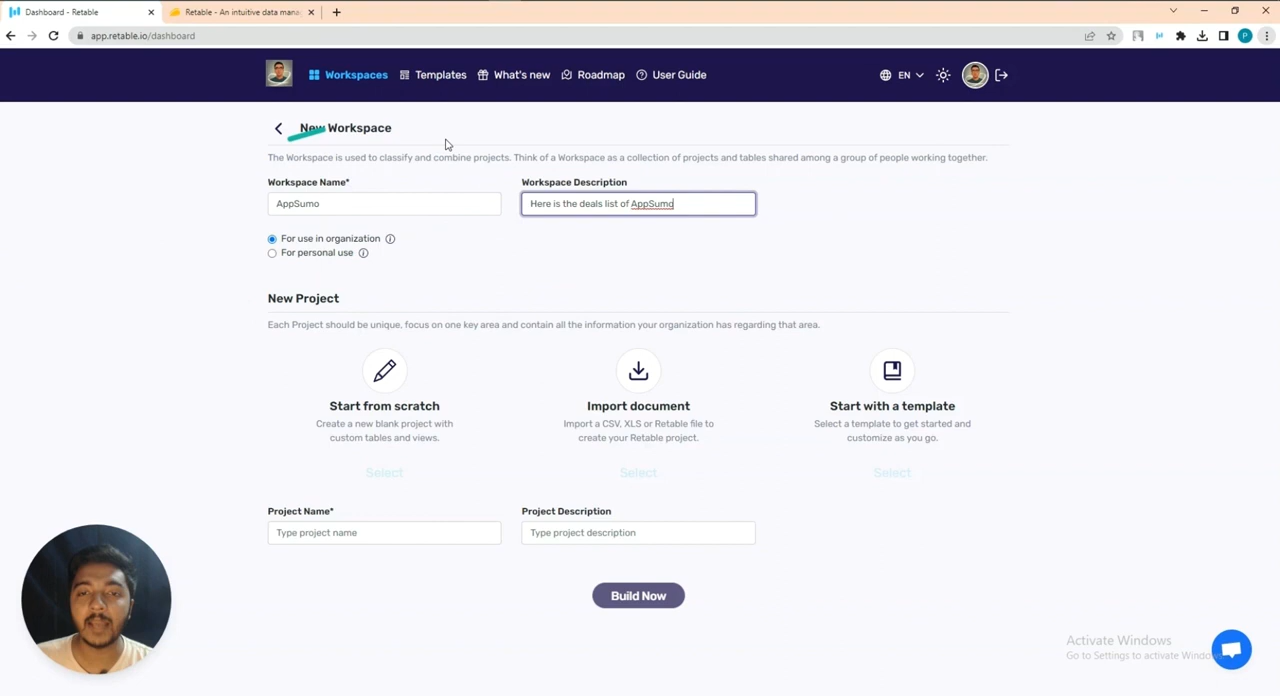 Dashboard - Retable
Retable - An intuitive data mana
app.retable.io/dashboard
P
Workspaces
Templates
What's new
Roadmap
User Guide
EN
New Workspace
The Workspace is used to classify and combine projects. Think of a Workspace as a collection of projects and tables shared among a group of people working together.
Workspace Name*
Workspace Description
AppSumo
Here is the deals list of AppSumo
For use in organization
For personal use
New Project
Each Project should be unique, focus on one key area and contain all the information your organization has regarding that area.
Start from scratch
Create a new blank project with
custom tables and views.
Select
Import document
Import a CSV, XLS or Retable file to
create your Retable project.
Select
Start with a template
Select a template to get started and
customize as you go.
Select
Project Name*
Project Description
Type project name
Type project description
Build Now
Activate Windows
Go to Settings to activate Windows